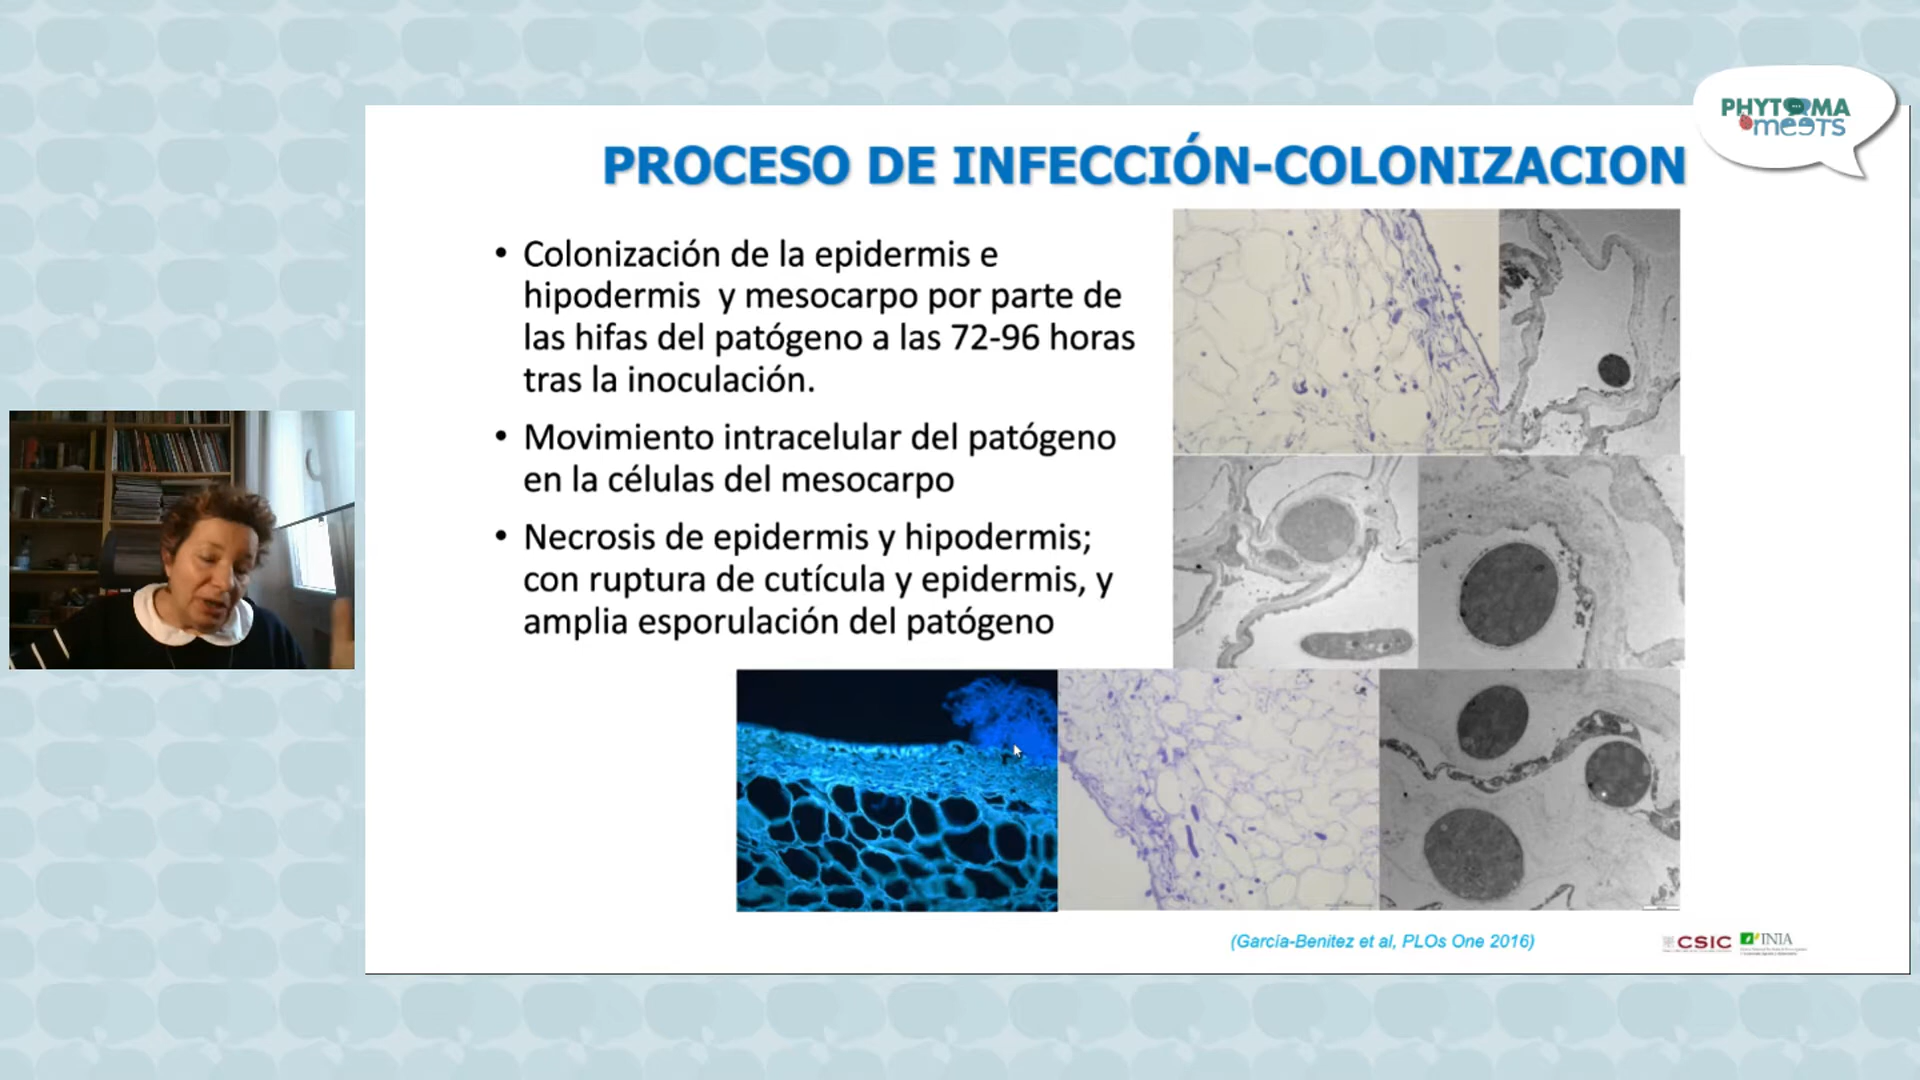 PHYTOMA
meets
PROCESO DE INFECCIÓN-COLONIZACION
• Colonización de la epidermis e
hipodermis y mesocarpo por parte de
las hifas del patógeno a las 72-96 horas
tras la inoculación.
• Movimiento intracelular del patógeno
en la células del mesocarpo
• Necrosis de epidermis y hipodermis;
con ruptura de cutícula y epidermis, y
amplia esporulación del patógeno
(García-Benitez et al, PLOs One 2016)
CSIC
INIA